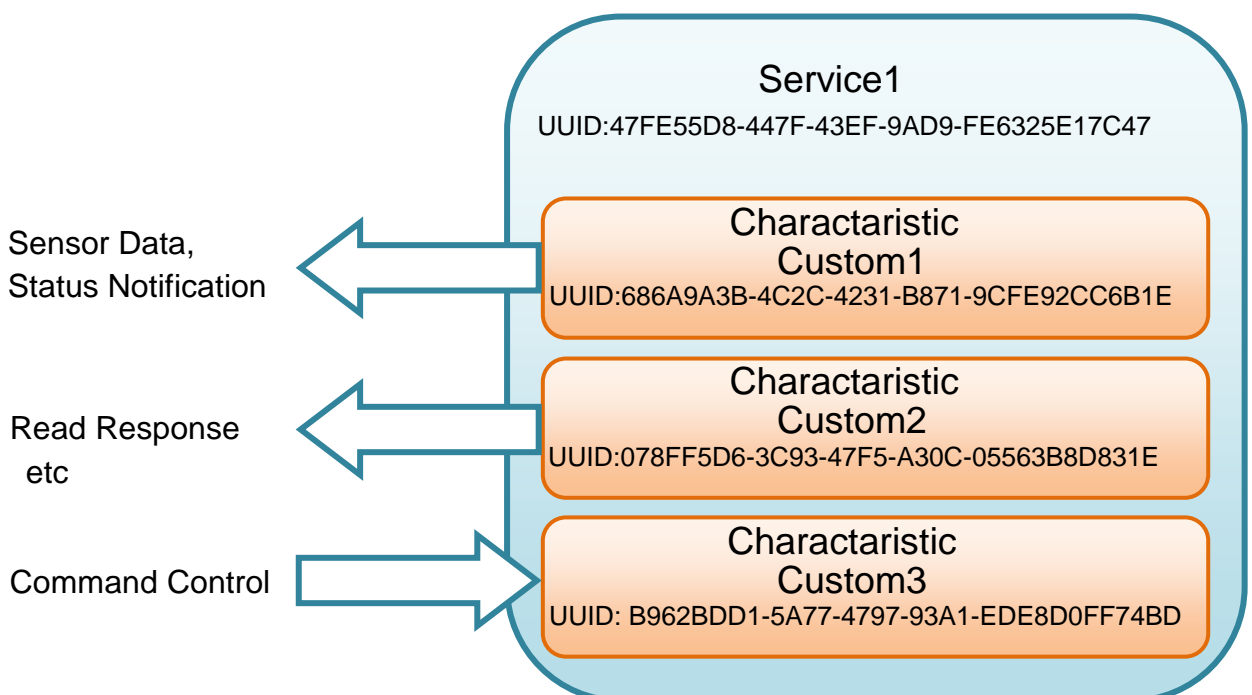 Service1
UUID:47FE55D8-447F-43EF-9AD9-FE6325E17C47
Sensor Data,
Status Notification
Charactaristic
Custom1
UUID:686A9A3B-4C2C-4231-B871-9CFE92CC6B1E
Read Response
etc
Charactaristic
Custom2
UUID:078FF5D6-3C93-47F5-A30C-05563B8D831E
Command Control
Charactaristic
Custom3
UUID: B962BDD1-5A77-4797-93A1-EDE8D0FF74BD